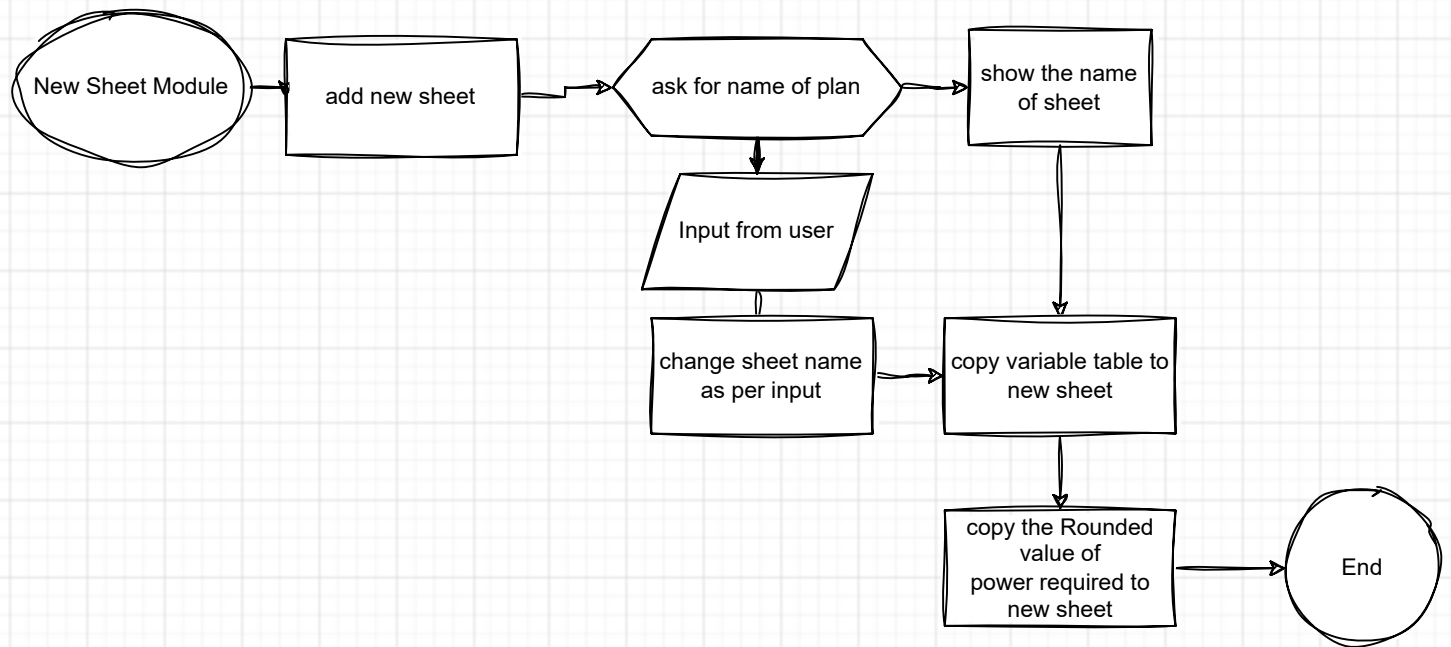 New Sheet Module
add new sheet
ask for name of plan
show the name
of sheet
Input from user
change sheet name
as per input
copy variable table to
new sheet
copy the Rounded
value of
power required to
new sheet
End